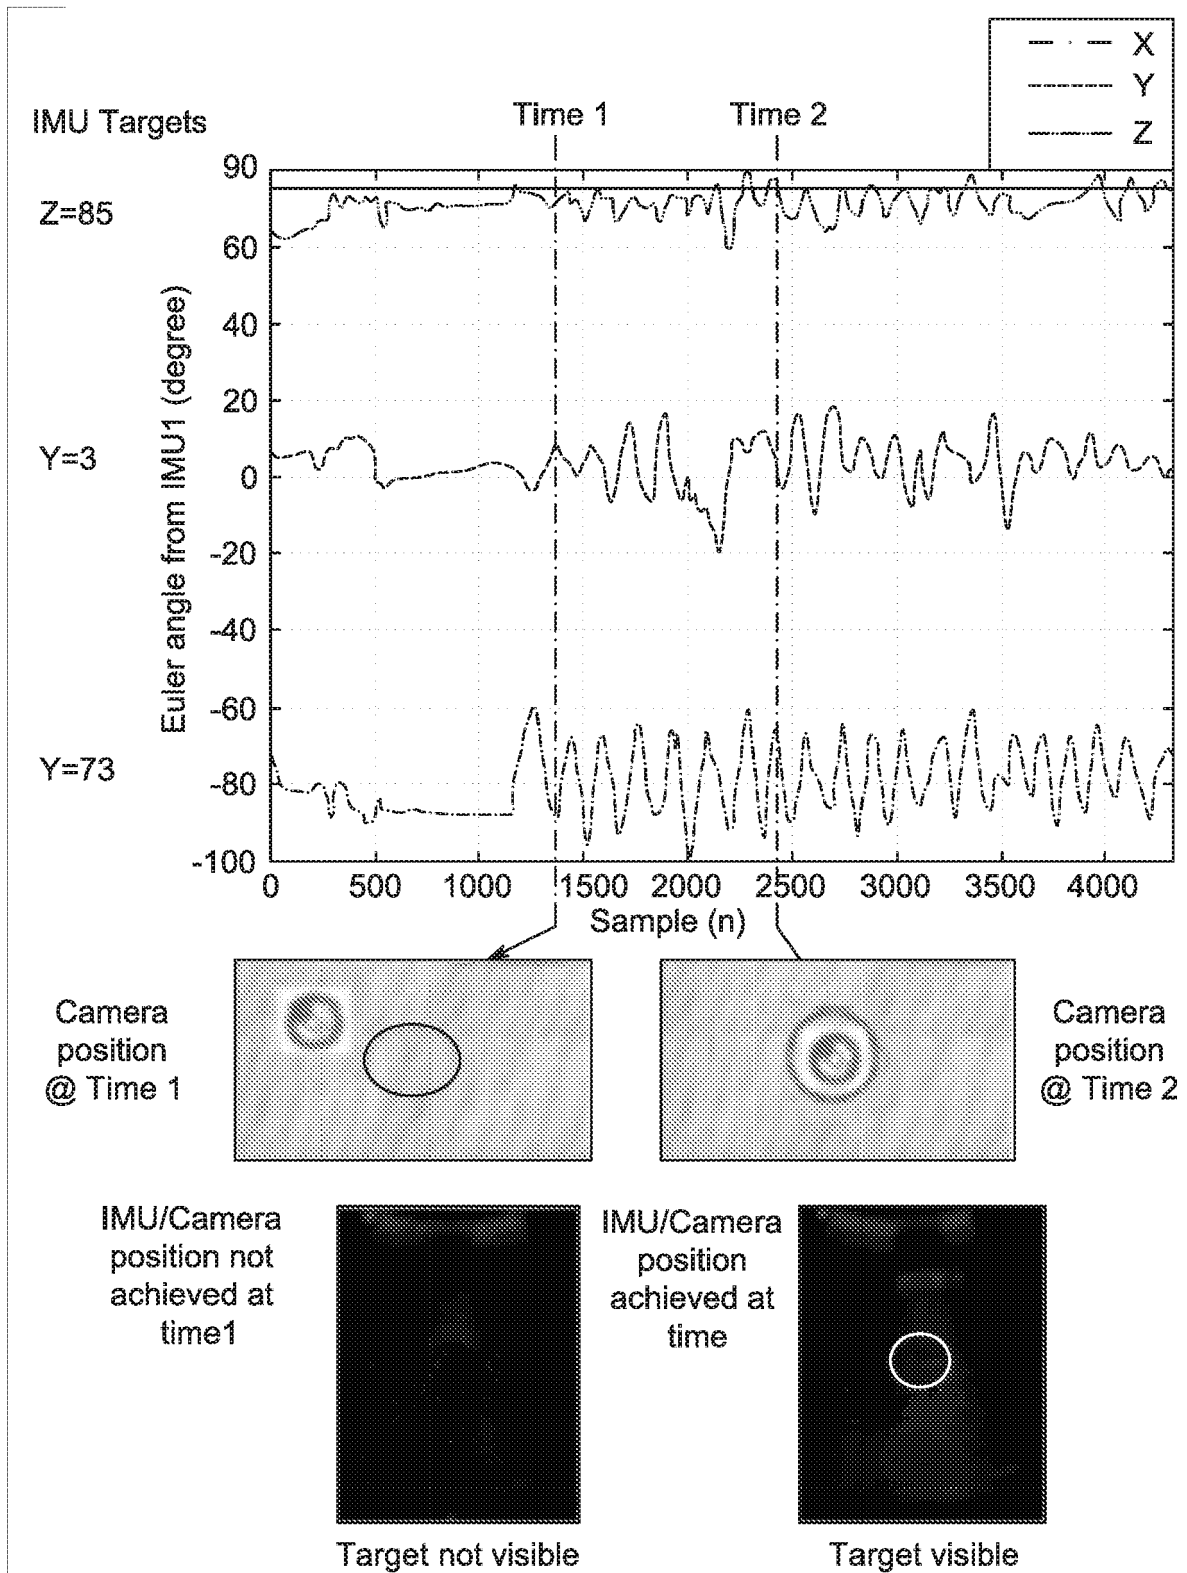 X
Y
Z
IMU Targets
Time 1
Time 2
Z=85
Y=3
Y=73
Euler angle from IMU1 (degree)
90
60
40
20
0
-20
-40
-60
-80
-100
0
500
1000
1500
2000
2500
3000
3500
4000
Sample (n)
Camera
position
@ Time 1
Camera
position
@ Time 2
IMU/Camera
position not
achieved at
time1
IMU/Camera
position
achieved at
time
Target not visible
Target visible